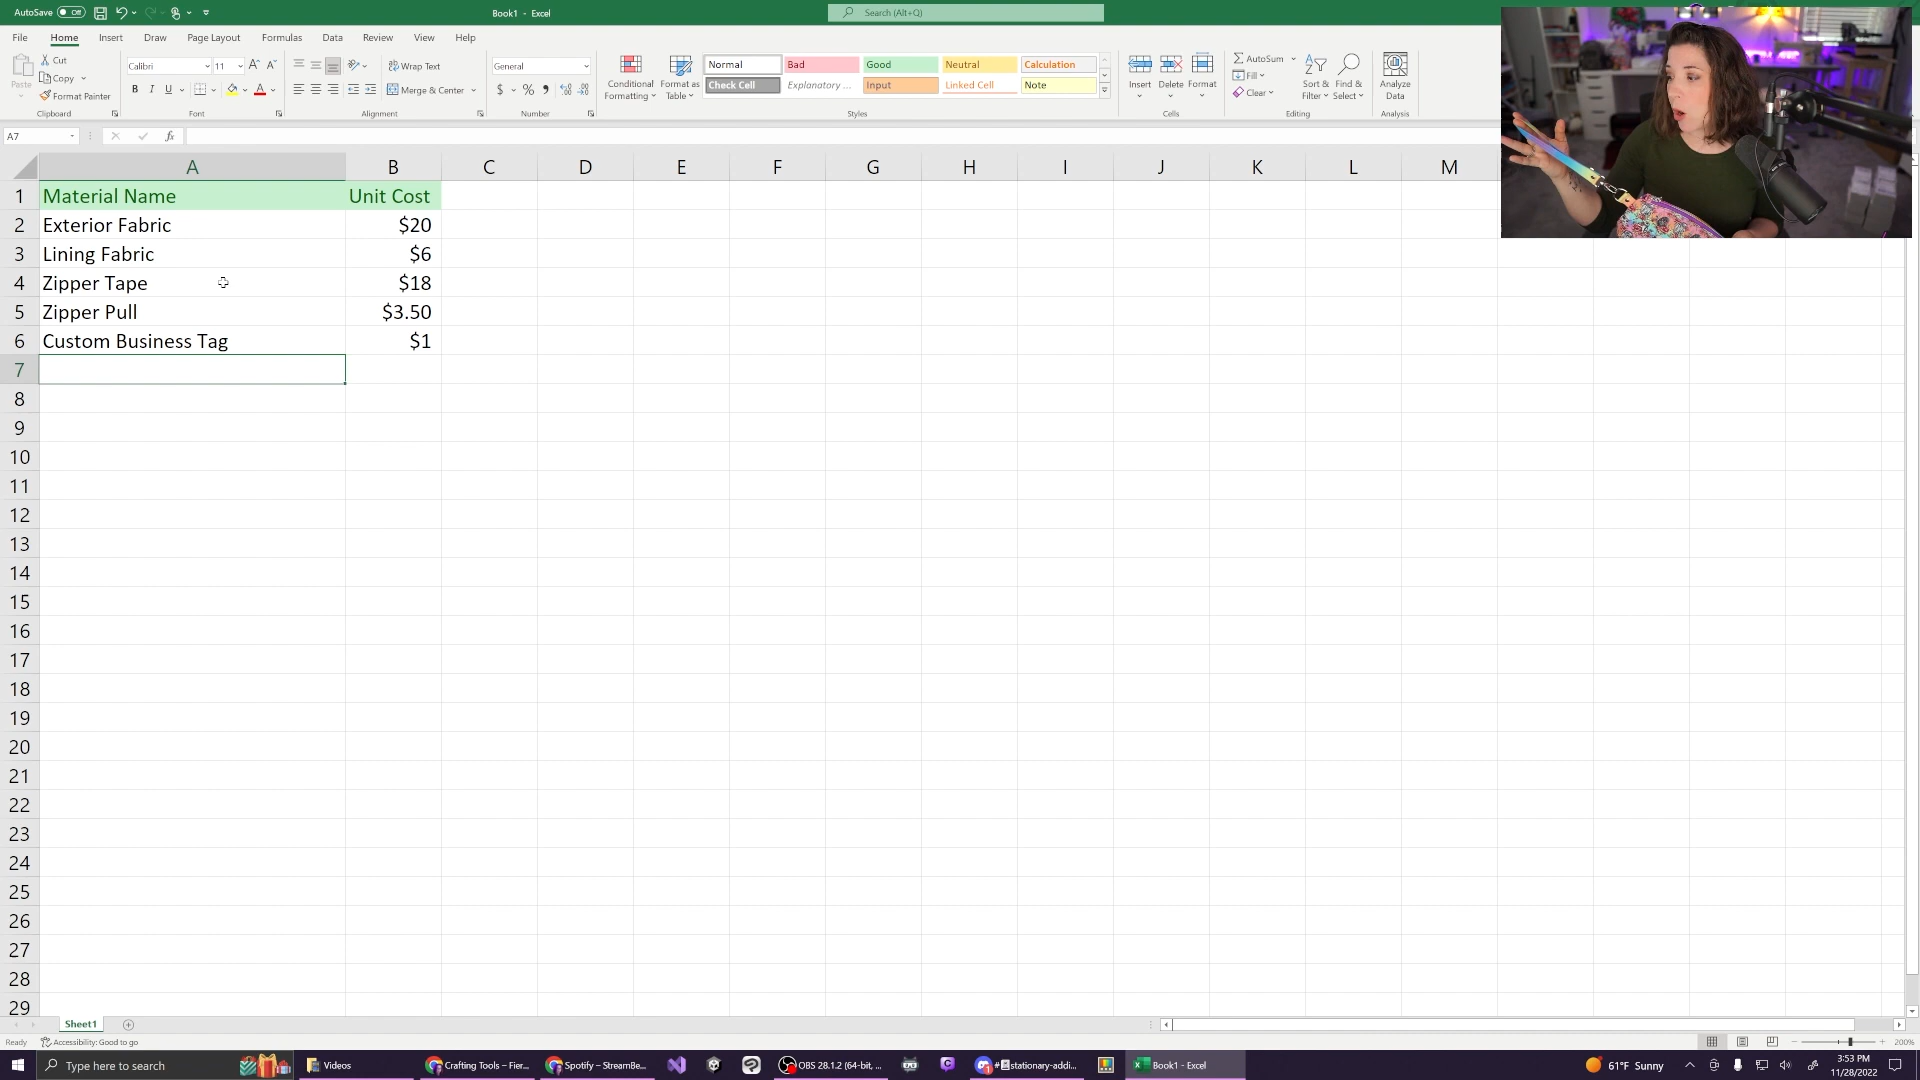 AutoSave Off Book1 - Excel Search (Alt+Q)
File Home Insert Draw Page Layout Formulas Data Review View Help
Paste Cut Copy Format Painter Clipboard
Calibri 11 B I U Font
Wrap Text Merge & Center Alignment
General $ % Number
Conditional Formatting Format as Table
Normal Bad Good Neutral Calculation
Check Cell Explanatory ... Input Linked Cell Note
Styles
Insert Delete Format Cells
AutoSum Fill Clear Sort & Filter Find & Select Editing
Analyze Data Analysis
A7 fx
A B C D E F G H I J K L M
1 Material Name Unit Cost
2 Exterior Fabric $20
3 Lining Fabric $6
4 Zipper Tape $18
5 Zipper Pull $3.50
6 Custom Business Tag $1
7
8
9
10
11
12
13
14
15
16
17
18
19
20
21
22
23
24
25
26
27
28
29
Sheet1
Ready Accessibility: Good to go 200%
Type here to search Videos Crafting Tools – Fier... Spotify – StreamBe... OBS 28.1.2 (64-bit, ... #stationary-addi... Book1 - Excel 61°F Sunny 3:53 PM
11/28/2022